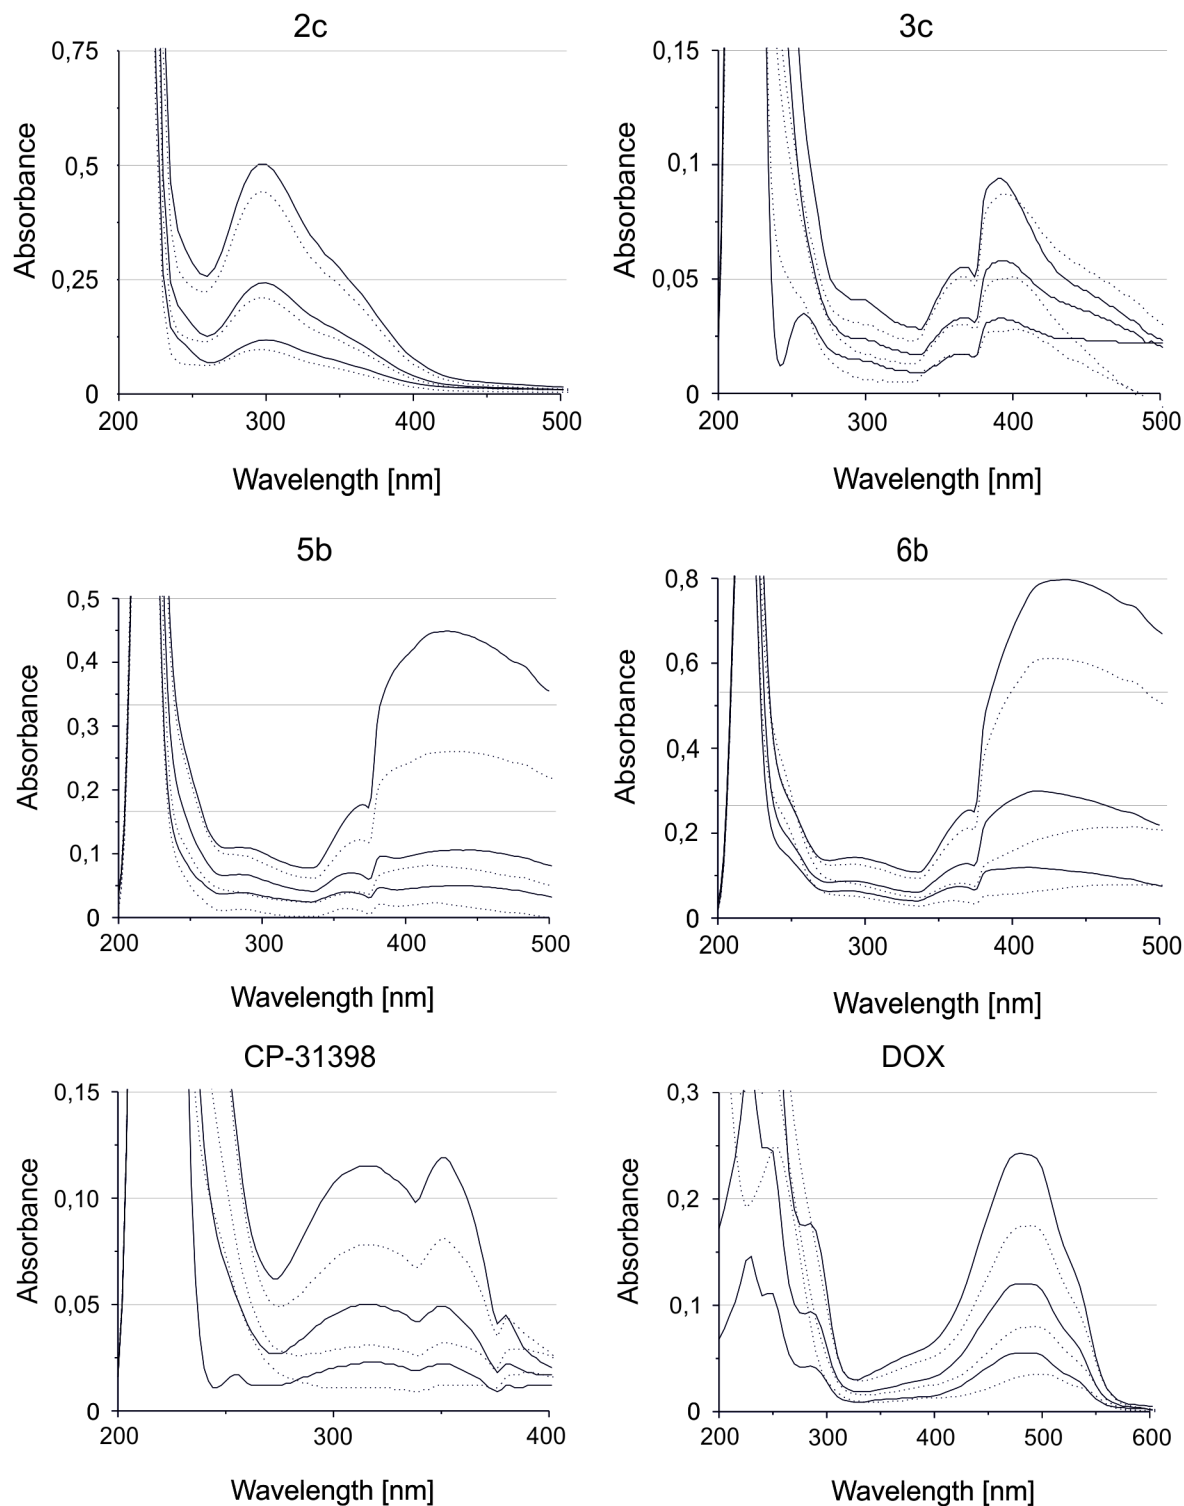 2c
0,75
0,5
0,25
0
Absorbance
200 300 400 500
Wavelength [nm]
3c
0,15
0,1
0,05
0
Absorbance
200 300 400 500
Wavelength [nm]
5b
0,5
0,4
0,3
0,2
0,1
0
Absorbance
200 300 400 500
Wavelength [nm]
6b
0,8
0,6
0,4
0,2
0
Absorbance
200 300 400 500
Wavelength [nm]
CP-31398
0,15
0,10
0,05
0
Absorbance
200 300 400
Wavelength [nm]
DOX
0,3
0,2
0,1
0
Absorbance
200 300 400 500 600
Wavelength [nm]